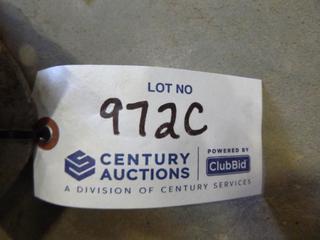 LOT NO
972C
CENTURY AUCTIONS
POWERED BY
ClubBid
A DIVISION OF CENTURY SERVICES